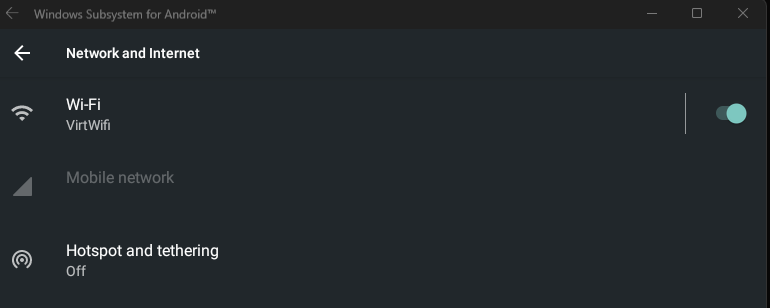 Windows Subsystem for Android™
Network and Internet
Wi-Fi
VirtWifi
Mobile network
Hotspot and tethering
Off